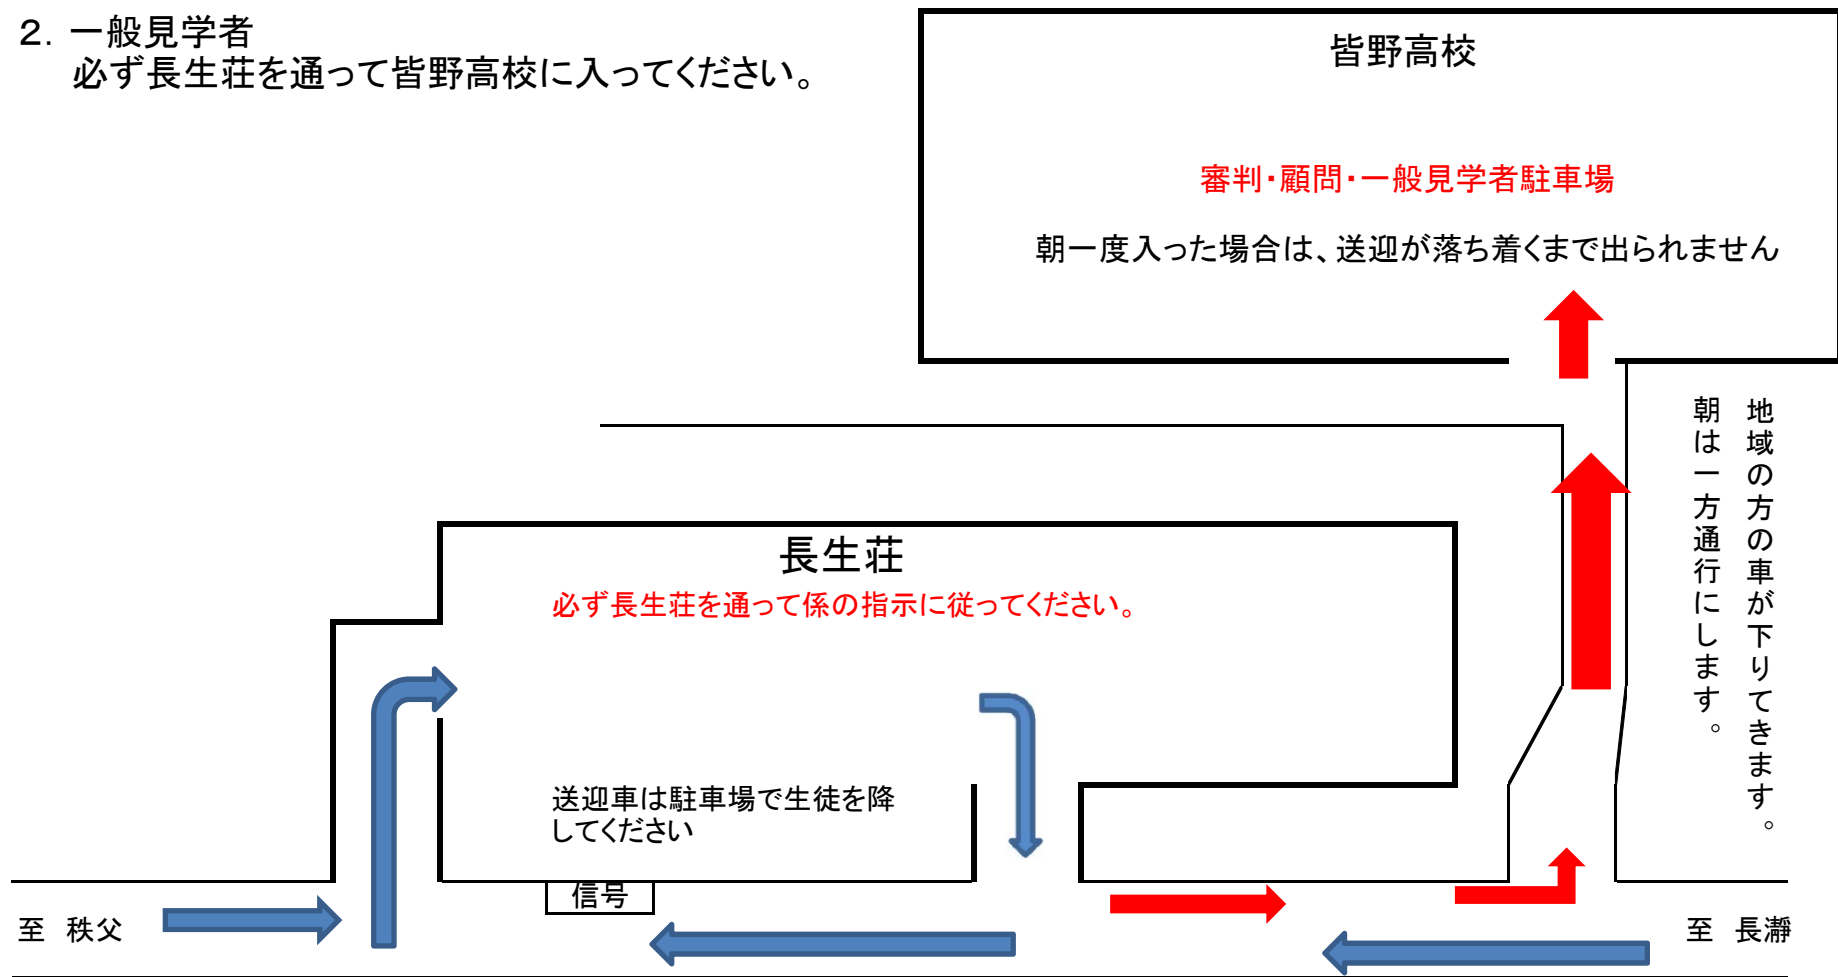 2．一般見学者
必ず長生荘を通って皆野高校に入ってください。
皆野高校
審判・顧問・一般見学者駐車場
朝一度入った場合は、送迎が落ち着くまで出られません
地域の方の車が下りてきます。
朝は一方通行にします。
長生荘
必ず長生荘を通って係の指示に従ってください。
送迎車は駐車場で生徒を降
してください
信号
至　秩父
至　長瀞